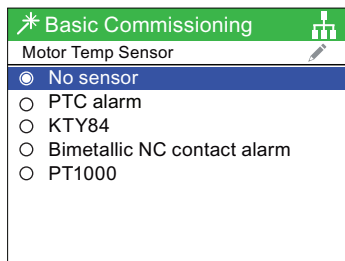 Basic Commissioning
Motor Temp Sensor
No sensor
PTC alarm
KTY84
Bimetallic NC contact alarm
PT1000